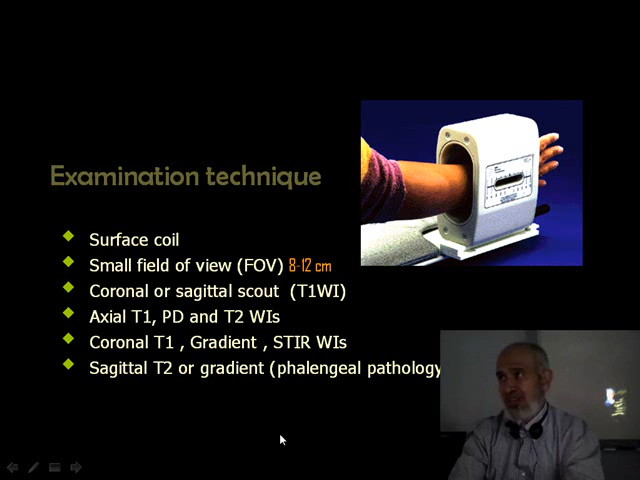 Examination technique
Surface coil
Small field of view (FOV) 8-12 cm
Coronal or sagittal scout (T1WI)
Axial T1, PD and T2 WIs
Coronal T1 , Gradient , STIR WIs
Sagittal T2 or gradient (phalengeal pathology